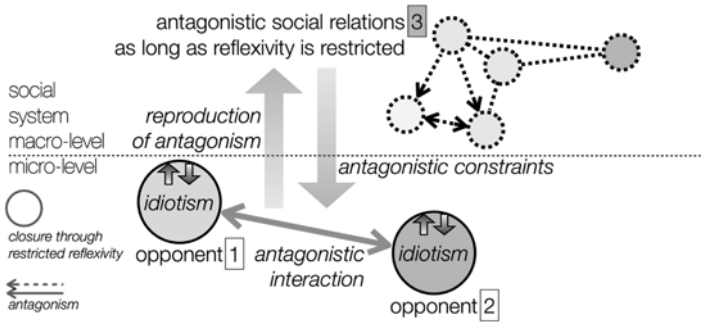 antagonistic social relations 3
as long as reflexivity is restricted
social
system
macro-level
reproduction
of antagonism
micro-level
antagonistic constraints
idiotism
closure through
restricted reflexivity
opponent 1
antagonistic
interaction
idiotism
antagonism
opponent 2